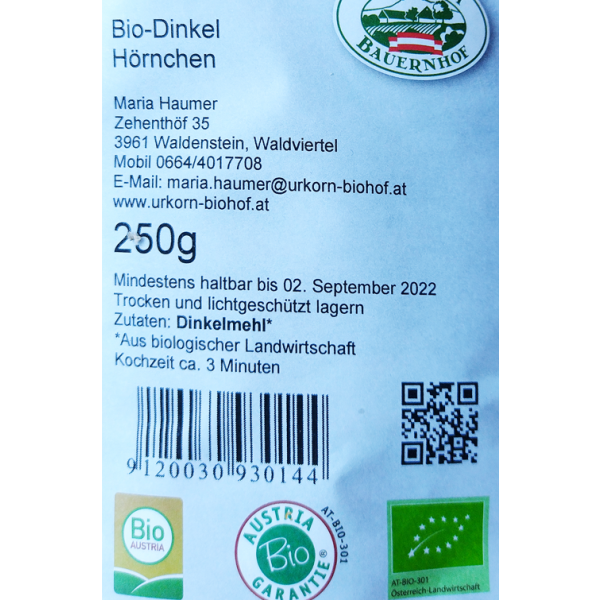 BAUERNHOF
Bio-Dinkel
Hörnchen
Maria Haumer
Zehenthöf 35
3961 Waldenstein, Waldviertel
Mobil 0664/4017708
E-Mail: maria.haumer@urkorn-biohof.at
www.urkorn-biohof.at
250g
Mindestens haltbar bis 02. September 2022
Trocken und lichtgeschützt lagern
Zutaten: Dinkelmehl*
*Aus biologischer Landwirtschaft
Kochzeit ca. 3 Minuten
9120030930144
Bio
AUSTRIA
AUSTRIA
Bio
GARANTIE®
AT-BIO-301
AT-BIO-301
Österreich-Landwirtschaft